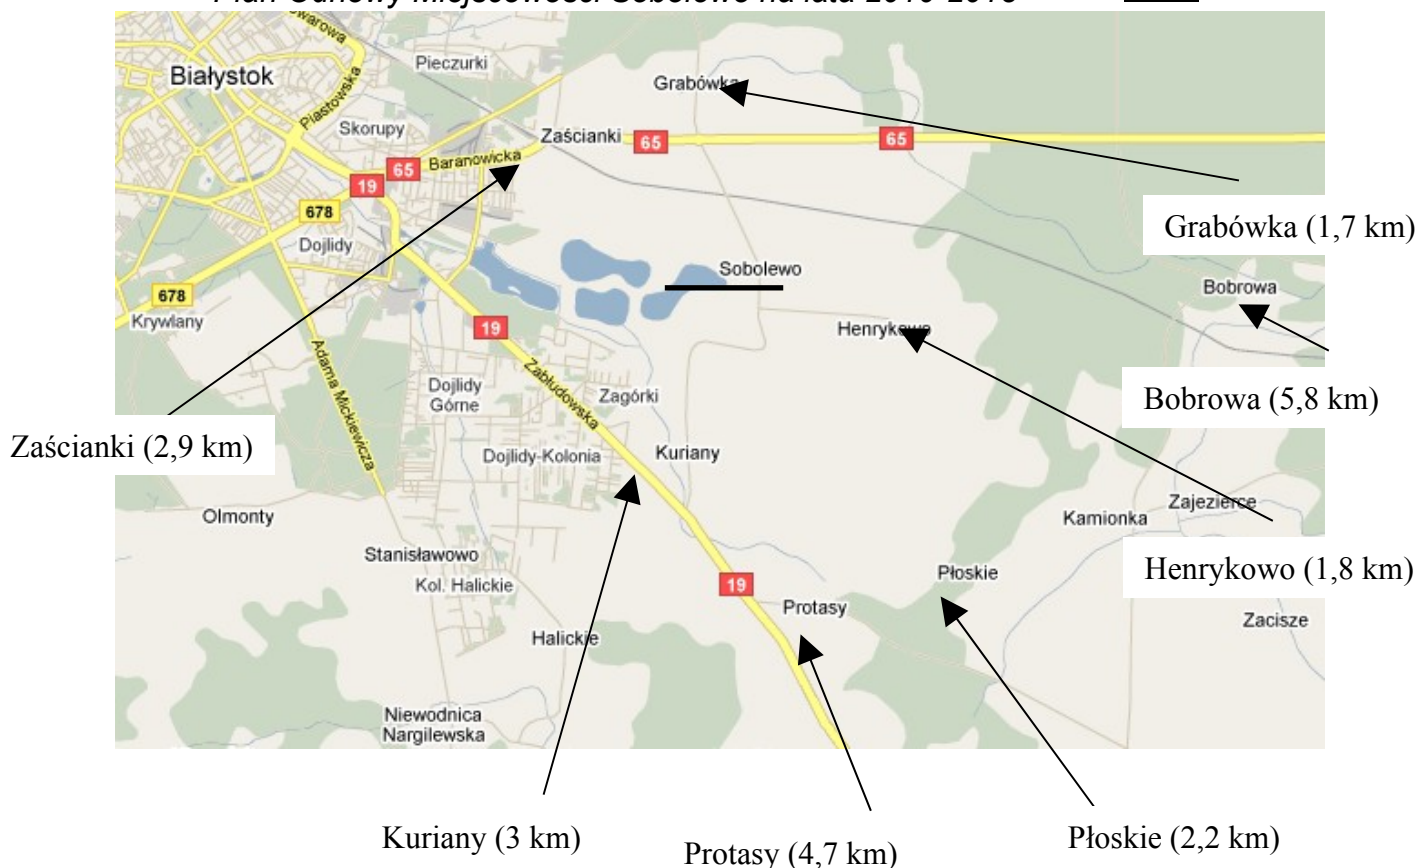 Plan Odnowy Miejscowości Sobolewo na lata
Białystok
Piastowska
Pieczurki
Skorupy
Grabówka
Zaścianki
65
65
65
Baranowicka
19
678
Dojlidy
678
Krywlany
Adama Mickiewicza
19
Zabłudowska
Sobolewo
Henrykowo
Bobrowa
Grabówka (1,7 km)
Bobrowa (5,8 km)
Zaścianki (2,9 km)
Dojlidy
Górne
Zagórki
Dojlidy-Kolonia
Kuriany
Olmonty
Stanisławowo
Kol. Halickie
Halickie
Niewodnica
Nargilewska
19
Protasy
Płoskie
Kamionka
Zajezierce
Henrykowo (1,8 km)
Zacisze
Kuriany (3 km)
Protasy (4,7 km)
Płoskie (2,2 km)